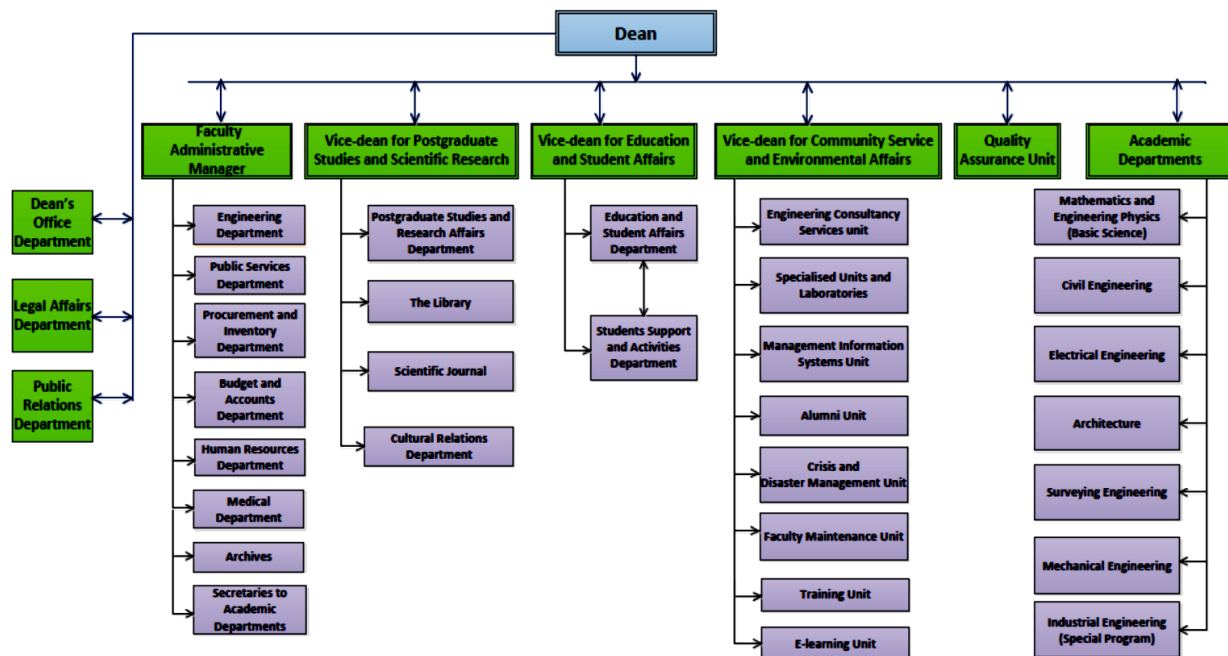 Dean
Faculty
Administrative
Manager
Vice-dean for Postgraduate
Studies and Scientific Research
Vice-dean for Education
and Student Affairs
Vice-dean for Community Service
and Environmental Affairs
Quality
Assurance Unit
Academic
Departments
Dean's
Office
Department
Legal Affairs
Department
Public
Relations
Department
Engineering
Department
Public Services
Department
Procurement and
Inventory
Department
Budget and
Accounts
Department
Human Resources
Department
Medical
Department
Archives
Secretaries to
Academic
Departments
Postgraduate Studies and
Research Affairs
Department
The Library
Scientific Journal
Cultural Relations
Department
Education and
Student Affairs
Department
Students Support
and Activities
Department
Engineering Consultancy
Services unit
Specialised Units and
Laboratories
Management Information
Systems Unit
Alumni Unit
Crisis and
Disaster Management Unit
Faculty Maintenance Unit
Training Unit
E-learning Unit
Mathematics and
Engineering Physics
(Basic Science)
Civil Engineering
Electrical Engineering
Architecture
Surveying Engineering
Mechanical Engineering
Industrial Engineering
(Special Program)